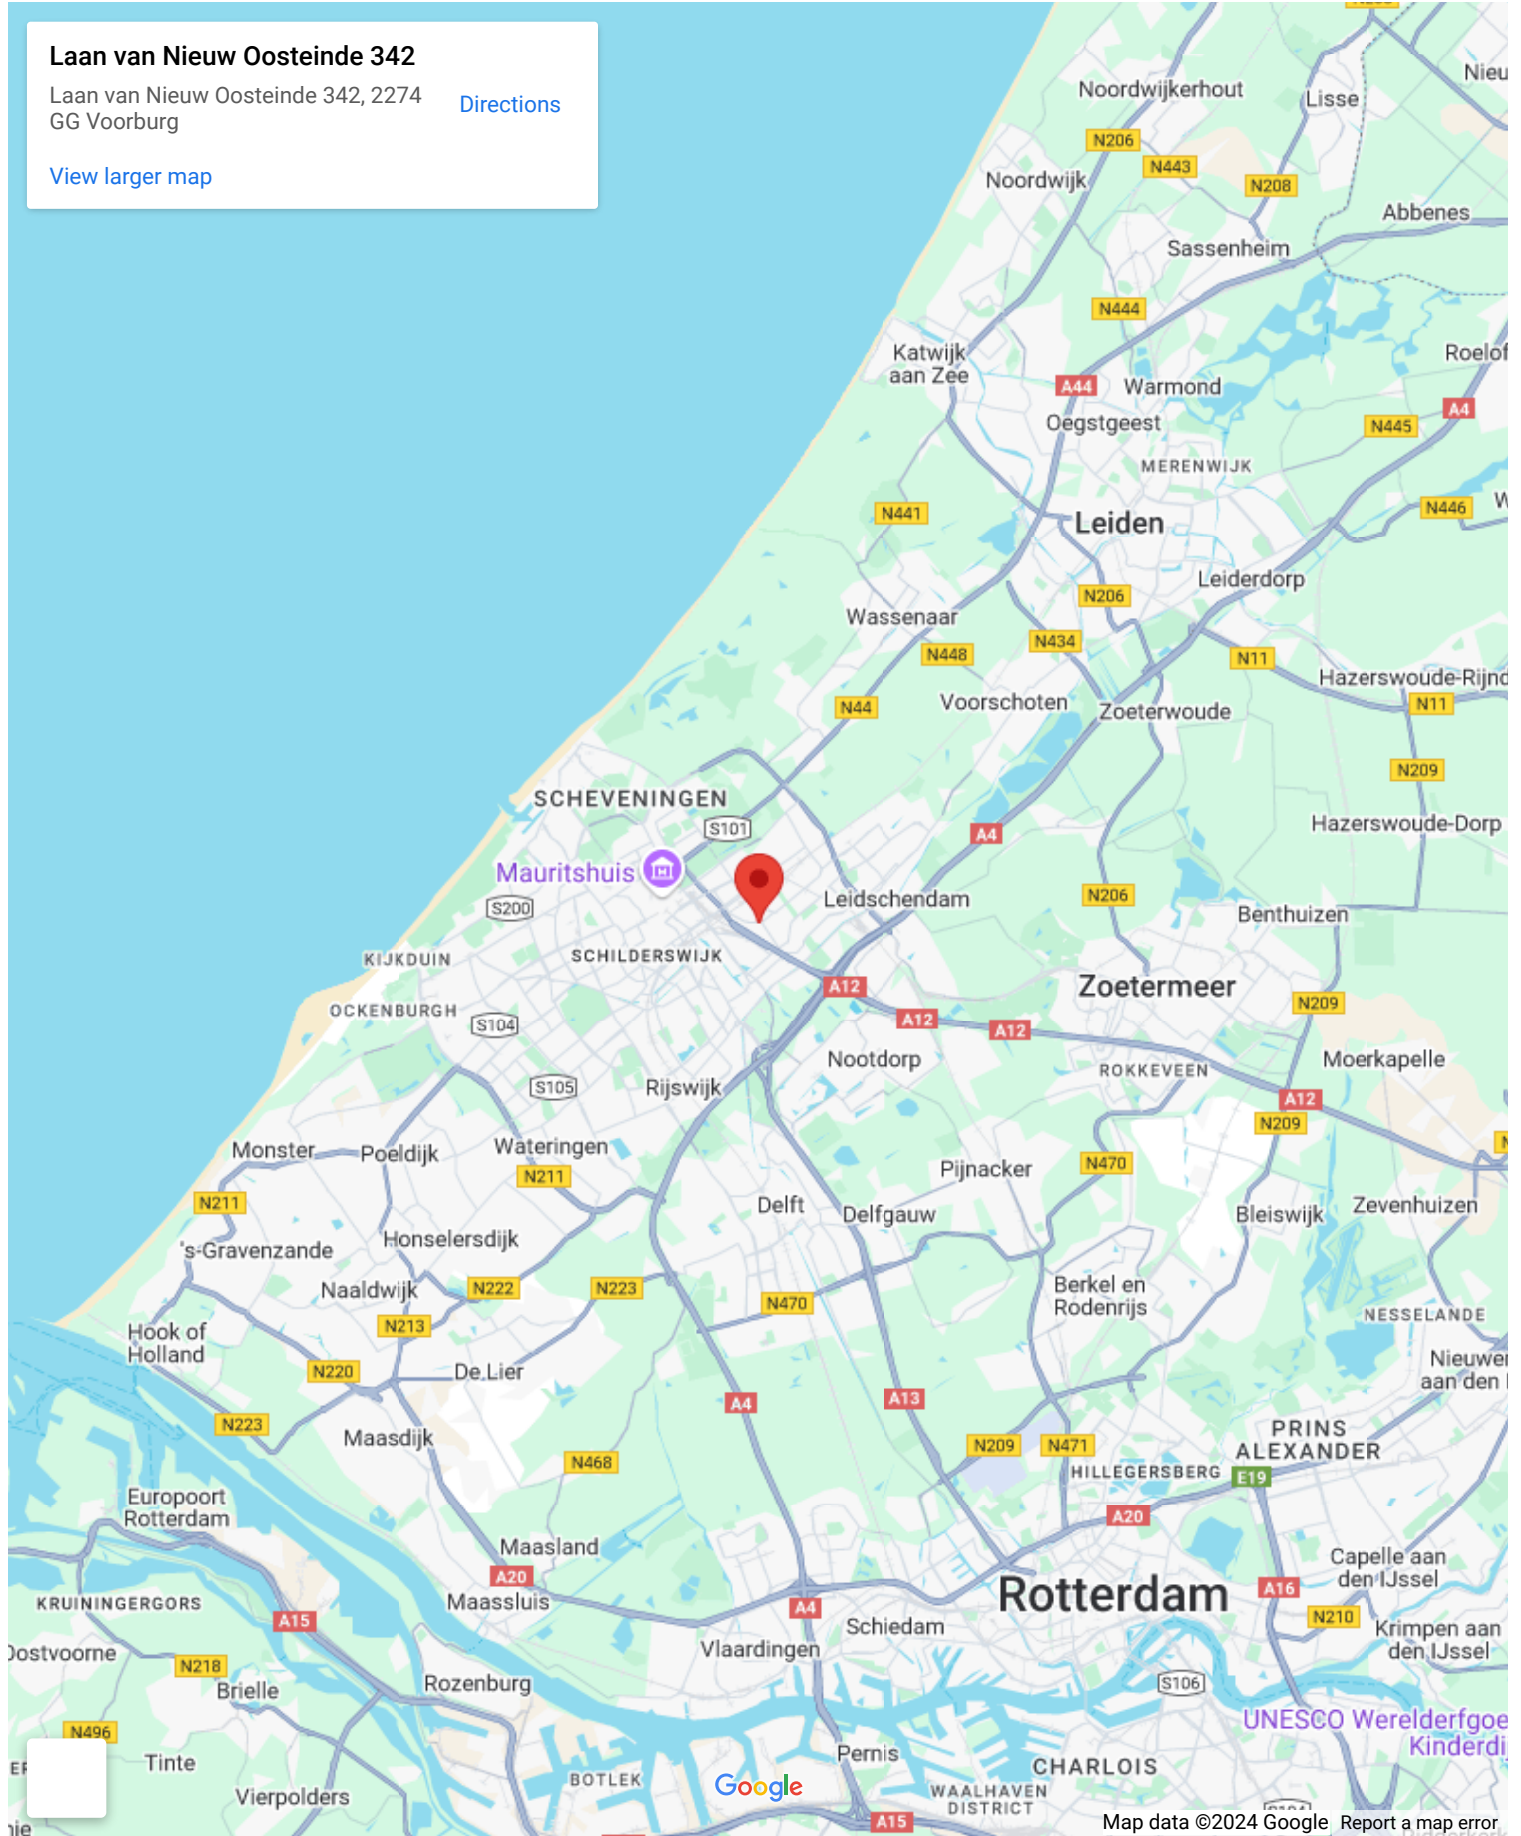 Laan van Nieuw Oosteinde 342
Laan van Nieuw Oosteinde 342, 2274
GG Voorburg
Directions
View larger map
Noordwijkerhout
Lisse
N206
N443
Noordwijk
N208
Abbenes
Sassenheim
N444
Katwijk
aan Zee
A44
Warmond
A4
Oegstgeest
N445
MERENWIJK
N441
Leiden
N446
Leiderdorp
N206
Wassenaar
N434
N448
N11
Hazerswoude-Rijnd
N44
Voorschoten
Zoeterwoude
N11
N209
SCHEVENINGEN
S101
A4
Hazerswoude-Dorp
Mauritshuis
S200
Leidschendam
N206
Benthuizen
KIJKDUIN
SCHILDERSWIJK
A12
Zoetermeer
OCKENBURGH
S104
A12
A12
N209
Nootdorp
Moerkapelle
S105
Rijswijk
ROKKEVEEN
A12
N209
Monster
Poeldijk
Wateringen
N211
Pijnacker
N470
N211
Delft
Delfgauw
Bleiswijk
Zevenhuizen
's-Gravenzande
Honselersdijk
Naaldwijk
N222
N223
N470
Berkel en
Rodenrijs
N213
NESSELANDE
Hook of
Holland
N220
De Lier
aan den
A4
A13
N223
Maasdijk
N468
N209
N471
PRINS
ALEXANDER
HILLEGERSBERG
E19
Europoort
Rotterdam
A20
Maasland
A20
Capelle aan
den IJssel
KRUININGERGORS
Maassluis
A4
Rotterdam
A16
A15
Schiedam
N210
Krimpen aan
den IJssel
Vlaardingen
N218
Brielle
Rozenburg
S106
N496
UNESCO Werelderfgoe
Kinderdi
Tinte
Pernis
CHARLOIS
BOTLEK
Google
WAALHAVEN
DISTRICT
Vierpolders
A15
Map data ©2024 Google
Report a map error